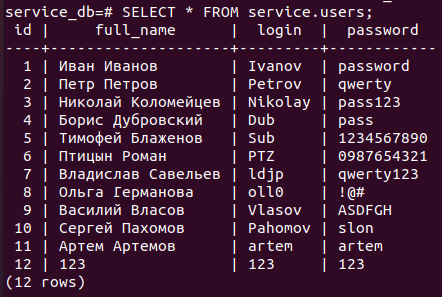 service_db=# SELECT * FROM service.users;
 id |      full_name      |  login  |  password
----+---------------------+---------+------------
  1 | Иван Иванов         | Ivanov  | password
  2 | Петр Петров         | Petrov  | qwerty
  3 | Николай Коломейцев  | Nikolay | pass123
  4 | Борис Дубровский    | Dub     | pass
  5 | Тимофей Блаженов    | Sub     | 1234567890
  6 | Птицын Роман        | PTZ     | 0987654321
  7 | Владислав Савельев  | ldjp    | qwerty123
  8 | Ольга Германова     | oll0    | !@#
  9 | Василий Власов      | Vlasov  | ASDFGH
 10 | Сергей Пахомов      | Pahomov | slon
 11 | Артем Артемов       | artem   | artem
 12 | 123                 | 123     | 123
(12 rows)